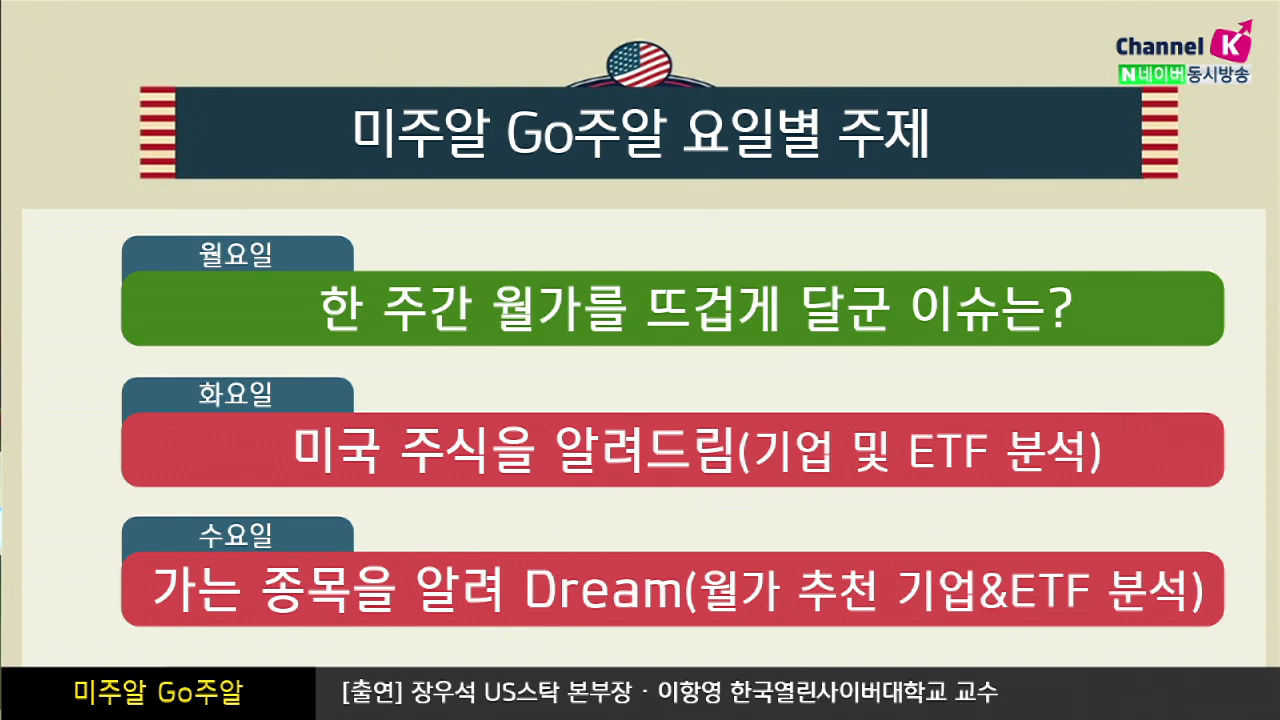 Channel K
N 네이버 동시방송
미주알 Go주알 요일별 주제
월요일
한 주간 월가를 뜨겁게 달군 이슈는?
화요일
미국 주식을 알려드림(기업 및 ETF 분석)
수요일
가는 종목을 알려 Dream(월가 추천 기업&ETF 분석)
미주알 Go주알
[출연] 장우석 US스탁 본부장 · 이항영 한국열린사이버대학교 교수